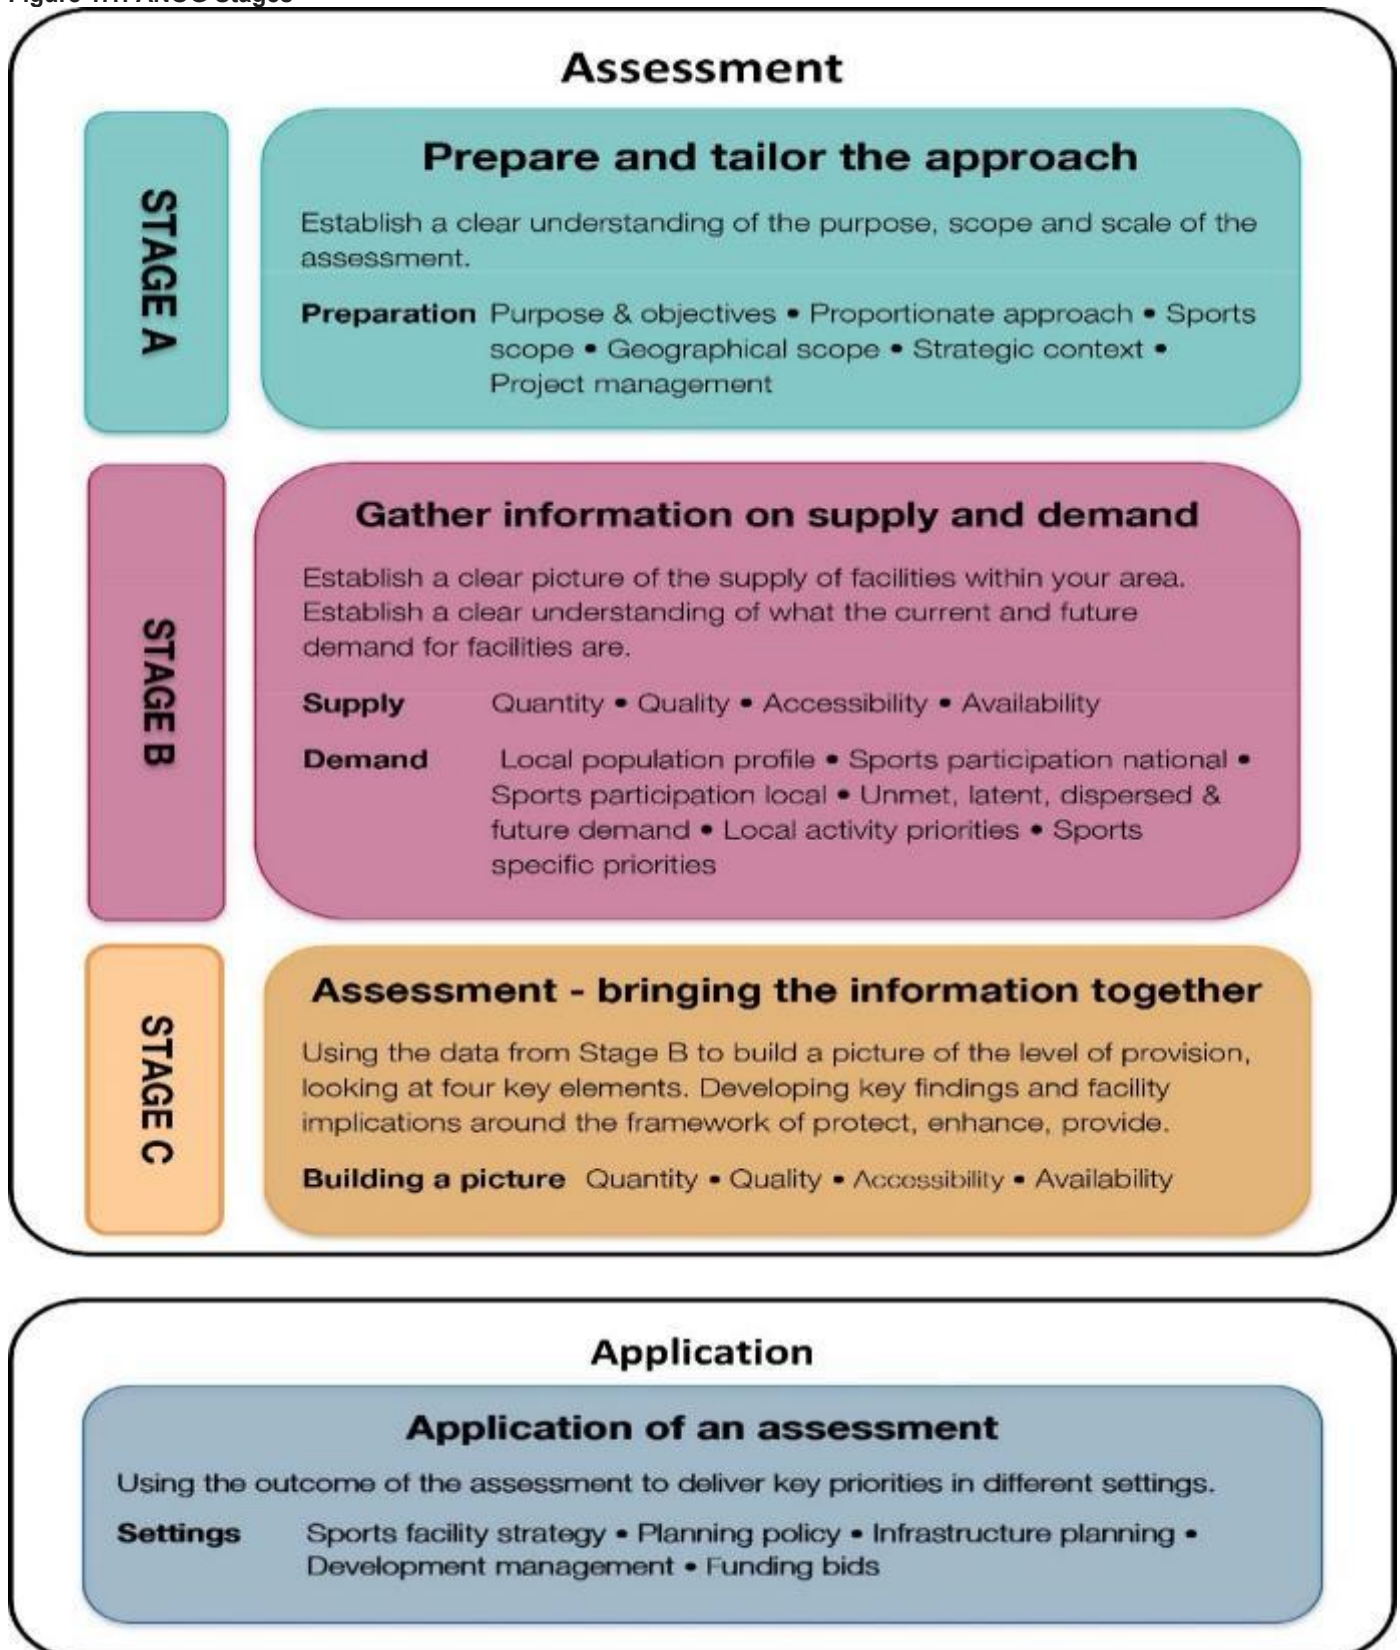 Assessment
STAGE A
Prepare and tailor the approach
Establish a clear understanding of the purpose, scope and scale of the
assessment.
Preparation Purpose & objectives • Proportionate approach • Sports
scope • Geographical scope • Strategic context •
Project management
STAGE B
Gather information on supply and demand
Establish a clear picture of the supply of facilities within your area.
Establish a clear understanding of what the current and future
demand for facilities are.
Supply Quantity • Quality • Accessibility • Availability
Demand Local population profile • Sports participation national •
Sports participation local • Unmet, latent, dispersed &
future demand • Local activity priorities • Sports
specific priorities
STAGE C
Assessment - bringing the information together
Using the data from Stage B to build a picture of the level of provision,
looking at four key elements. Developing key findings and facility
implications around the framework of protect, enhance, provide.
Building a picture Quantity • Quality • Accessibility • Availability
Application
Application of an assessment
Using the outcome of the assessment to deliver key priorities in different settings.
Settings Sports facility strategy • Planning policy • Infrastructure planning •
Development management • Funding bids